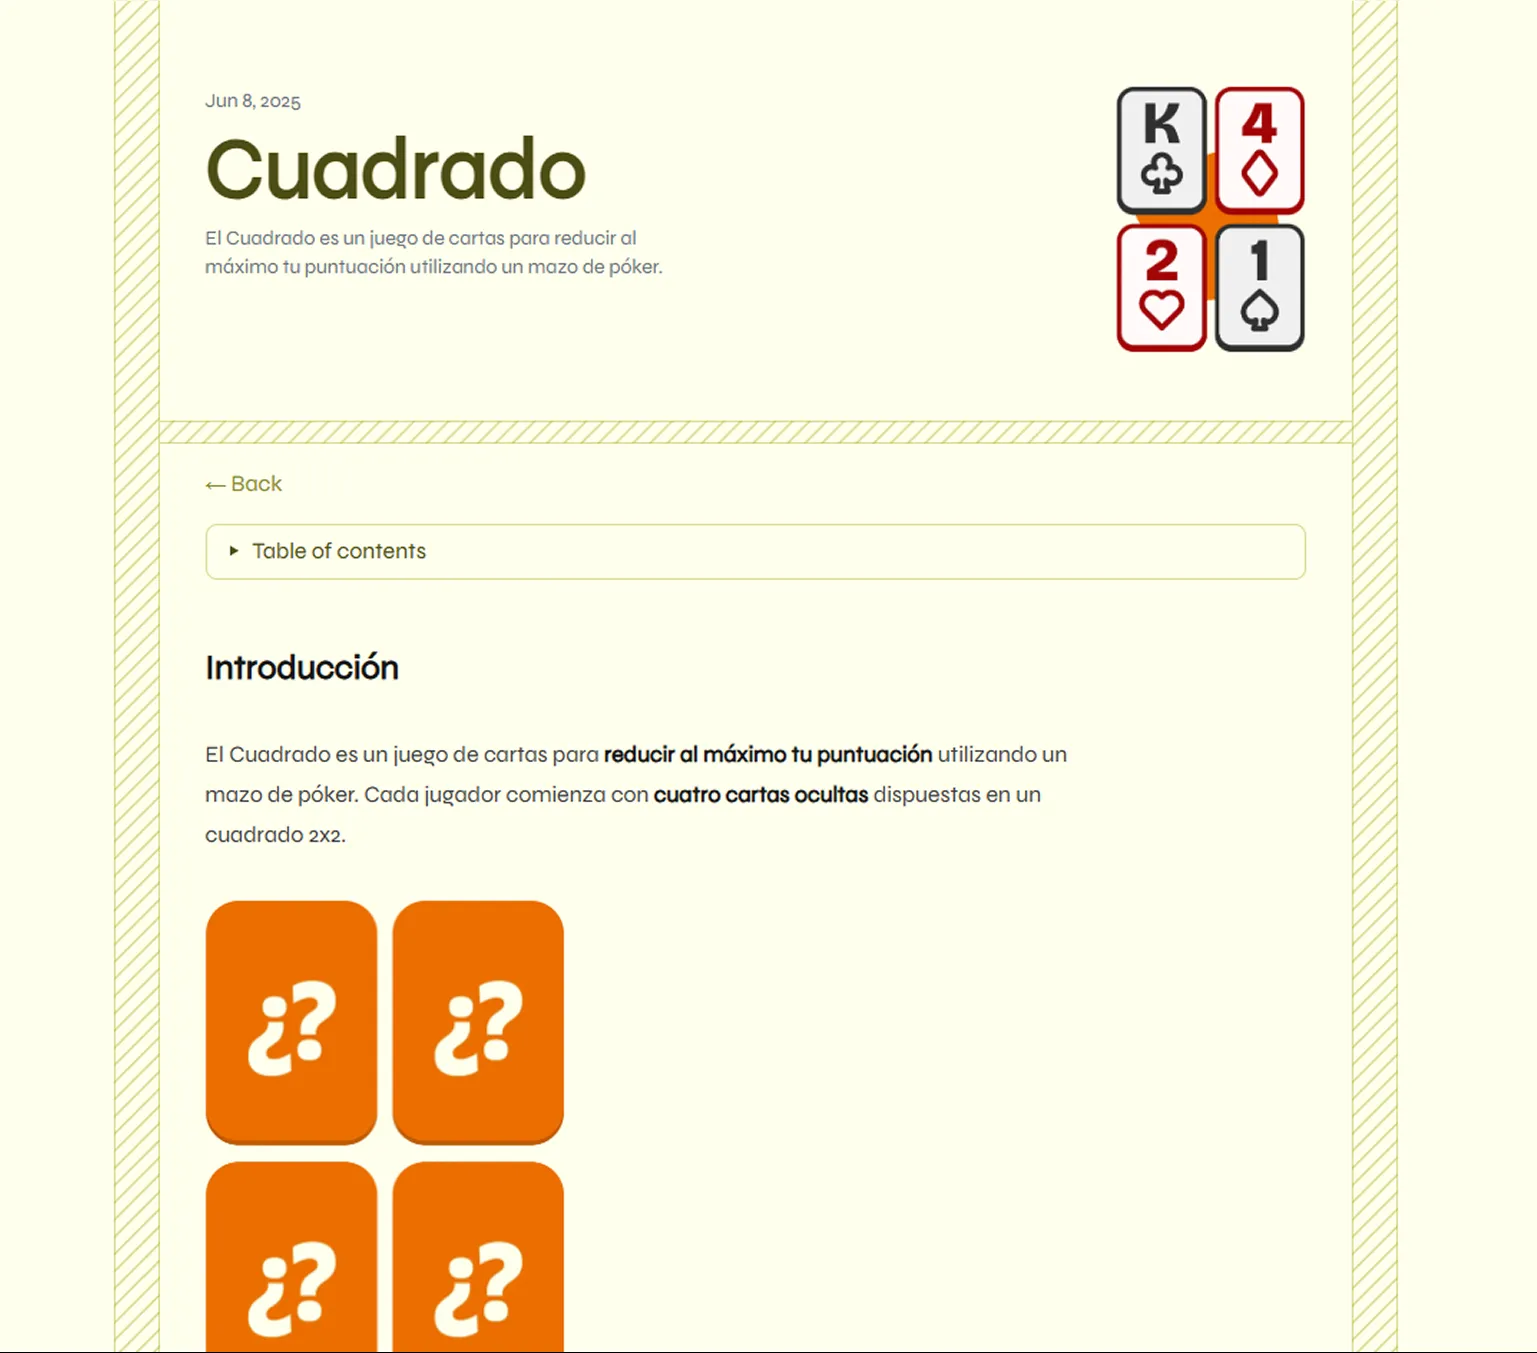 Jun 8, 2025
Cuadrado
El Cuadrado es un juego de cartas para reducir al
máximo tu puntuación utilizando un mazo de póker.
K 4
2 1
← Back
Table of contents
Introducción
El Cuadrado es un juego de cartas para reducir al máximo tu puntuación utilizando un
mazo de póker. Cada jugador comienza con cuatro cartas ocultas dispuestas en un
cuadrado 2x2.
¿? ¿?
¿? ¿?